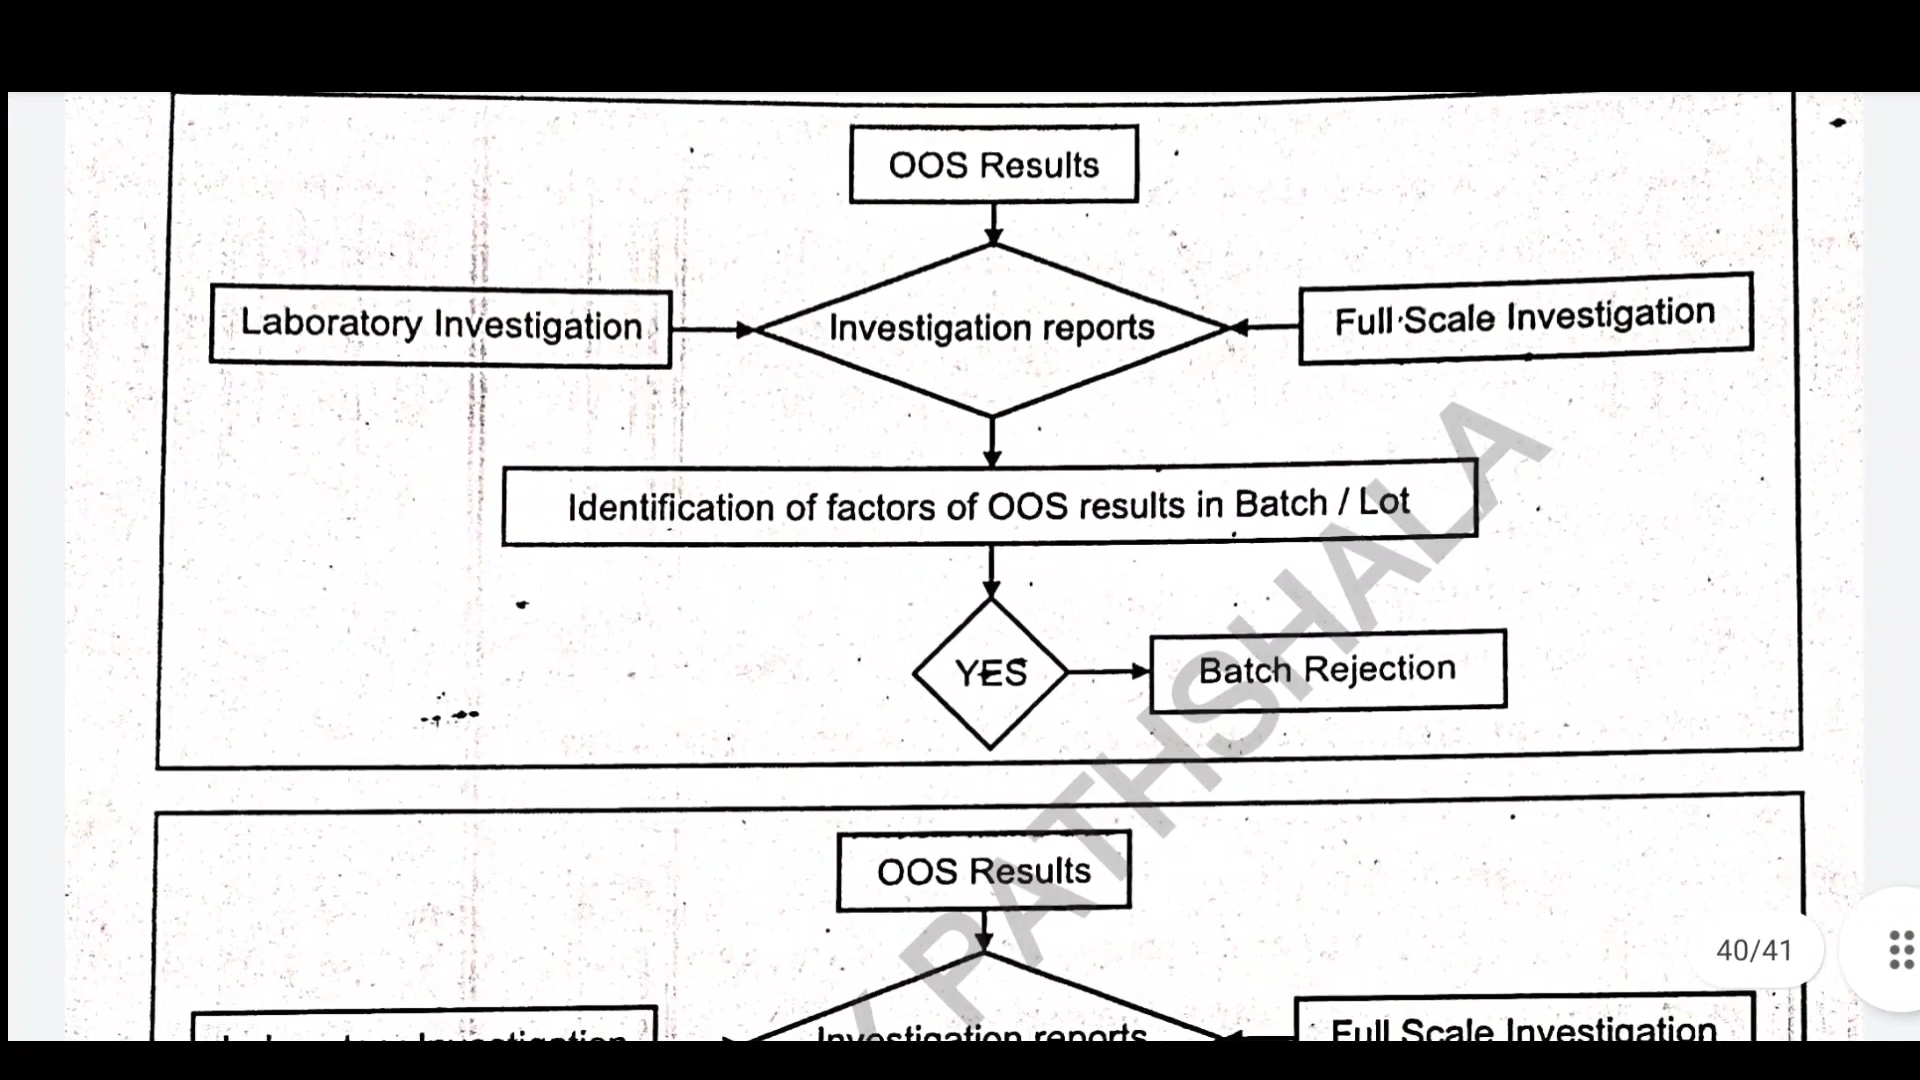 OOS Results
Laboratory Investigation
Investigation reports
Full Scale Investigation
Identification of factors of OOS results in Batch / Lot
YES
Batch Rejection
PATHSHALA
OOS Results
40/41
Investigation reports
Full Scale Investigation